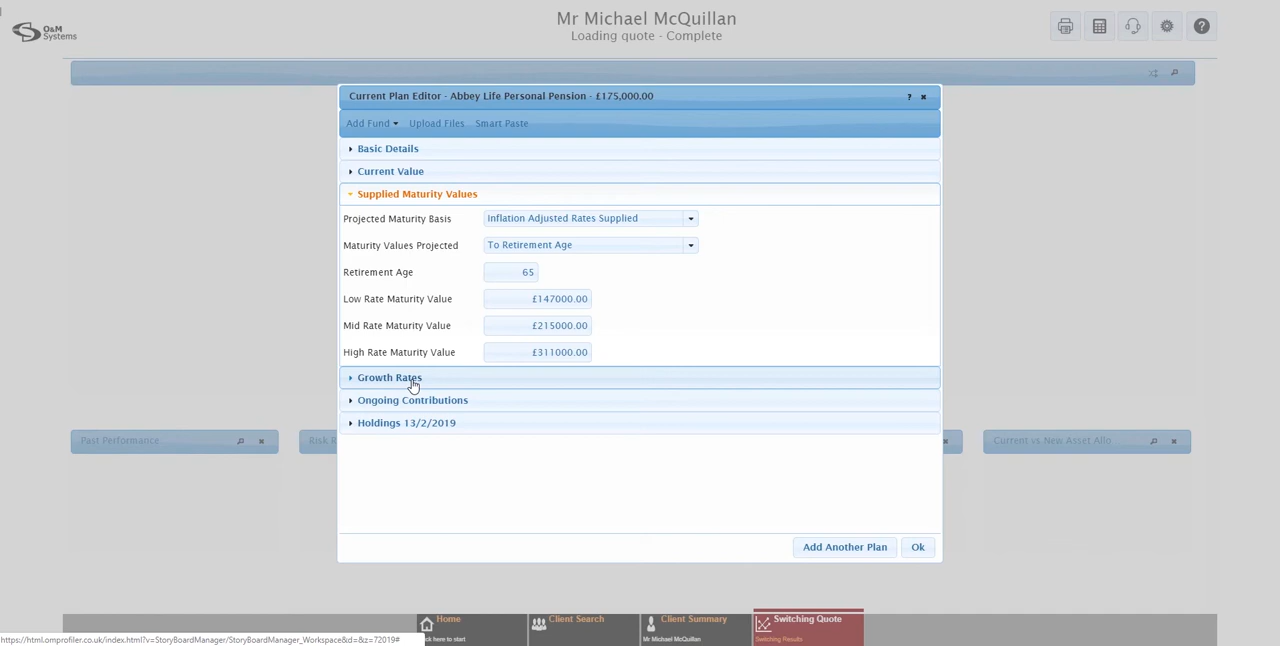 O&M
Systems
Mr Michael McQuillan
Loading quote - Complete
Current Plan Editor - Abbey Life Personal Pension - £175,000.00
Add Fund
Upload Files
Smart Paste
Basic Details
Current Value
Supplied Maturity Values
Projected Maturity Basis
Inflation Adjusted Rates Supplied
Maturity Values Projected
To Retirement Age
Retirement Age
65
Low Rate Maturity Value
£147000.00
Mid Rate Maturity Value
£215000.00
High Rate Maturity Value
£311000.00
Growth Rates
Ongoing Contributions
Holdings 13/2/2019
Past Performance
Risk R
Current vs New Asset Allo
Add Another Plan
Ok
Home
ck here to start
Client Search
Client Summary
Mr Michael McQuillan
Switching Quote
Switching Results
https://html.omprofiler.co.uk/index.html?v=StoryBoardManager/StoryBoardManager_Workspace&d=&z=72019#